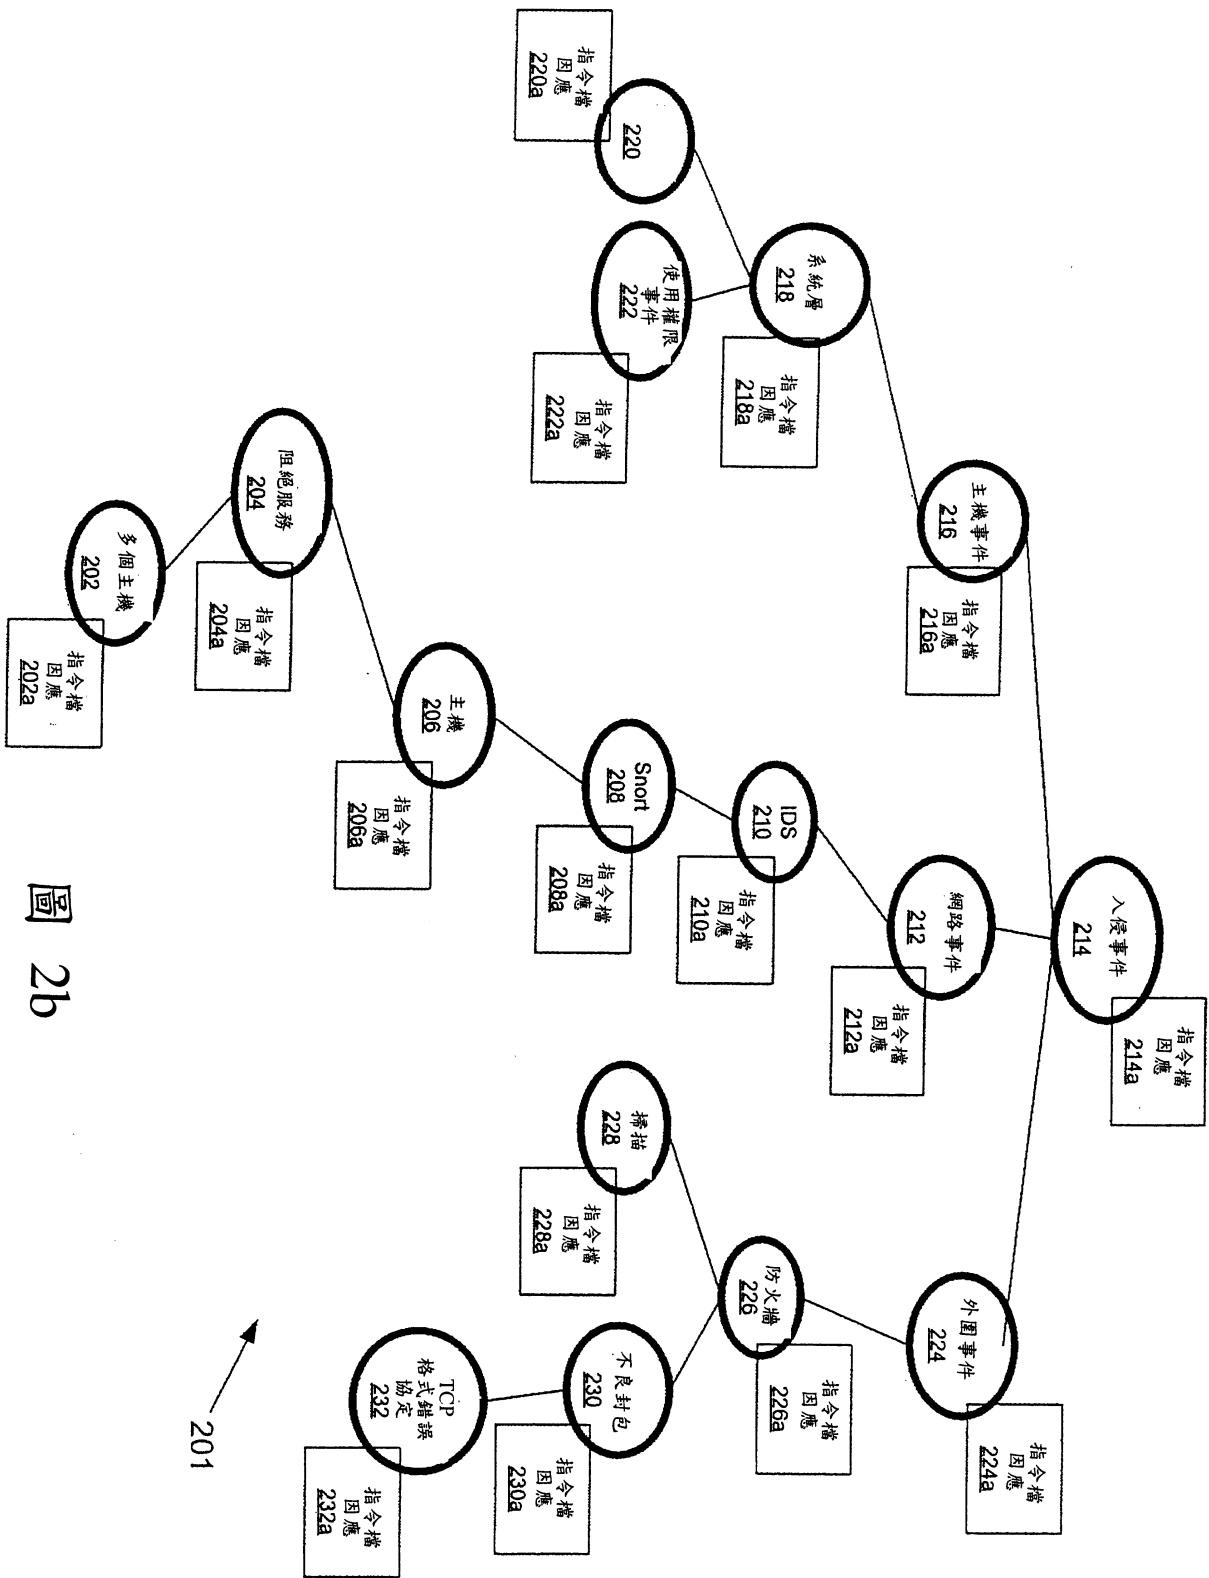 入侵事件
214
指令檔
因應
214a
主機事件
216
指令檔
因應
216a
網路事件
212
指令檔
因應
212a
外圍事件
224
指令檔
因應
224a
系統層
218
指令檔
因應
218a
IDS
210
指令檔
因應
210a
防火牆
226
指令檔
因應
226a
220
指令檔
因應
220a
使用權限
事件
222
指令檔
因應
222a
Snort
208
指令檔
因應
208a
掃描
228
指令檔
因應
228a
不良封包
230
指令檔
因應
230a
主機
206
指令檔
因應
206a
TCP
格式錯誤
協定
232
指令檔
因應
232a
阻絕服務
204
指令檔
因應
204a
多個主機
202
指令檔
因應
202a
201
圖 2b